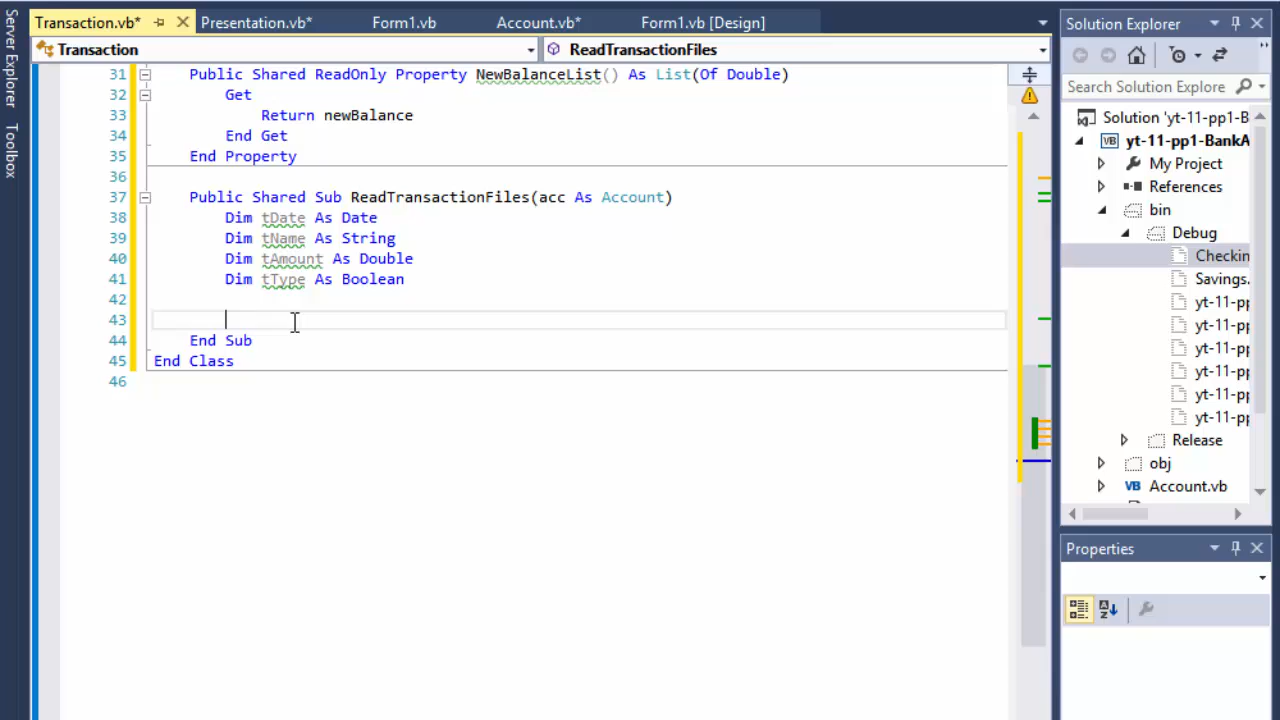 Server Explorer
Toolbox
Transaction.vb*
Presentation.vb*
Form1.vb
Account.vb*
Form1.vb [Design]
Transaction
ReadTransactionFiles
31 Public Shared ReadOnly Property NewBalanceList() As List(Of Double)
32 Get
33 Return newBalance
34 End Get
35 End Property
36
37 Public Shared Sub ReadTransactionFiles(acc As Account)
38 Dim tDate As Date
39 Dim tName As String
40 Dim tAmount As Double
41 Dim tType As Boolean
42
43
44 End Sub
45 End Class
46
Solution Explorer
Search Solution Explore
Solution 'yt-11-pp1-B
VB yt-11-pp1-BankA
My Project
References
bin
Debug
Checkin
Savings.
yt-11-pp
yt-11-pp
yt-11-pp
yt-11-pp
yt-11-pp
yt-11-pp
Release
obj
VB Account.vb
Properties